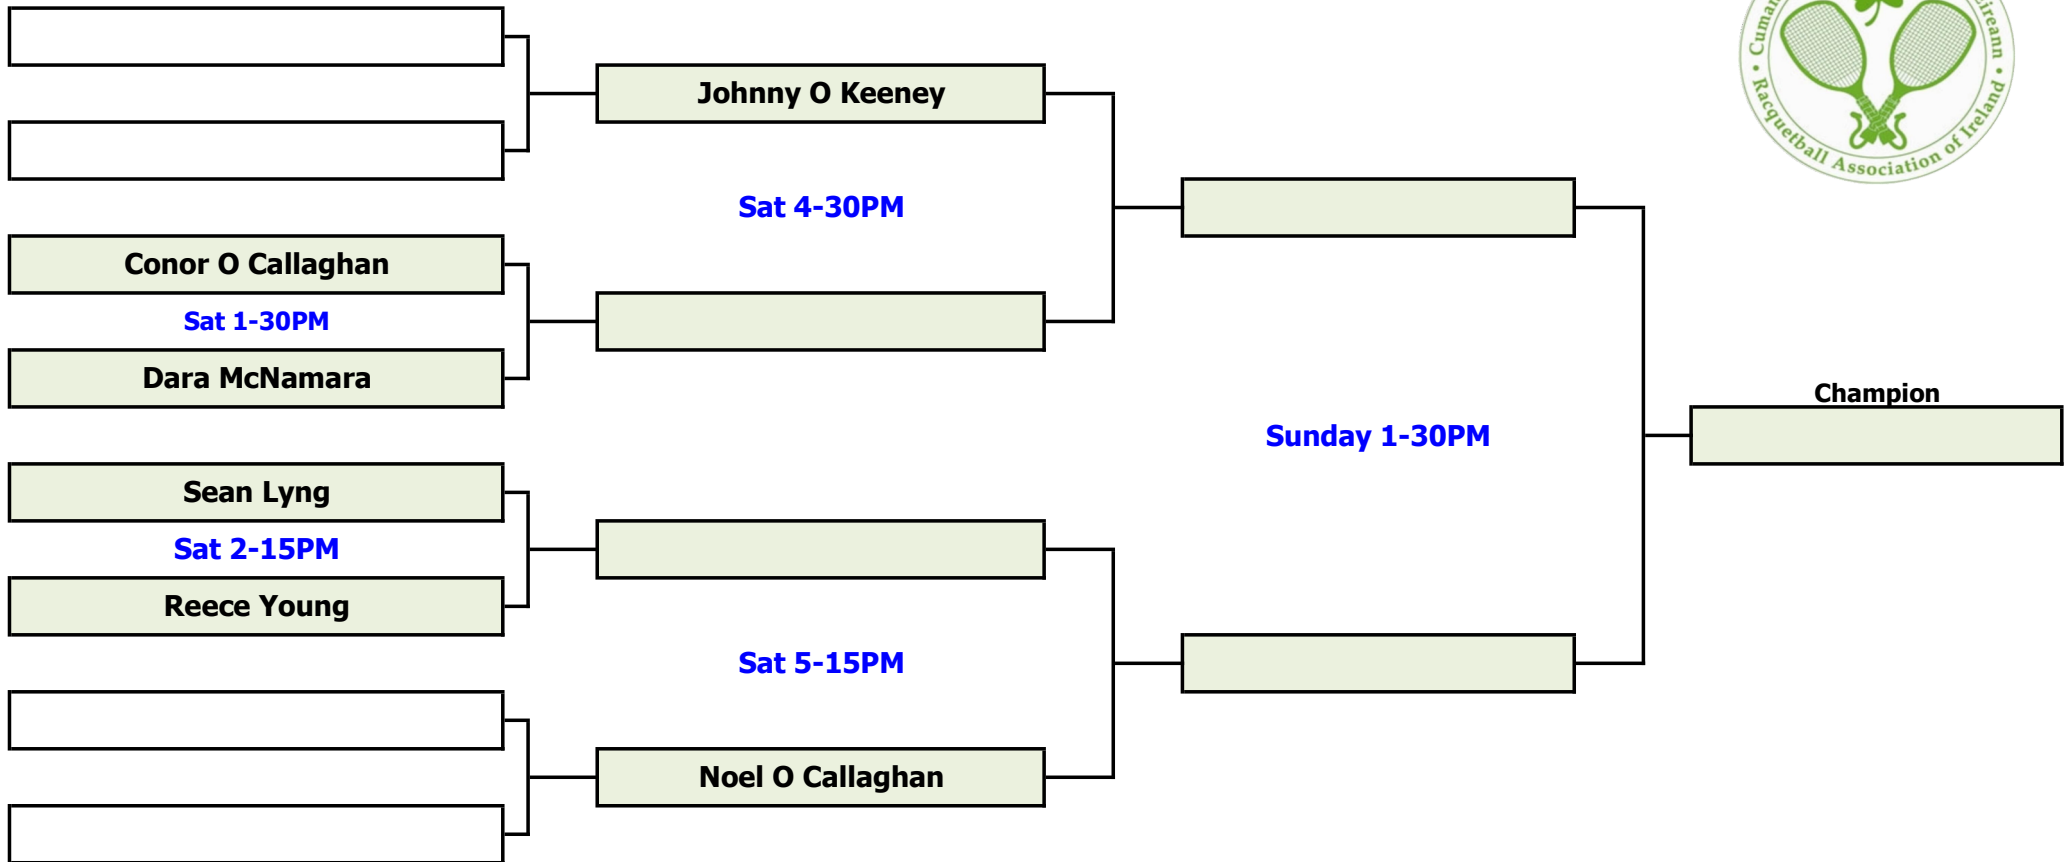 Johnny O Keeney
Sat 4-30PM
Conor O Callaghan
Sat 1-30PM
Dara McNamara
Champion
Sunday 1-30PM
Sean Lyng
Sat 2-15PM
Reece Young
Sat 5-15PM
Noel O Callaghan
Racquetball Association of Ireland